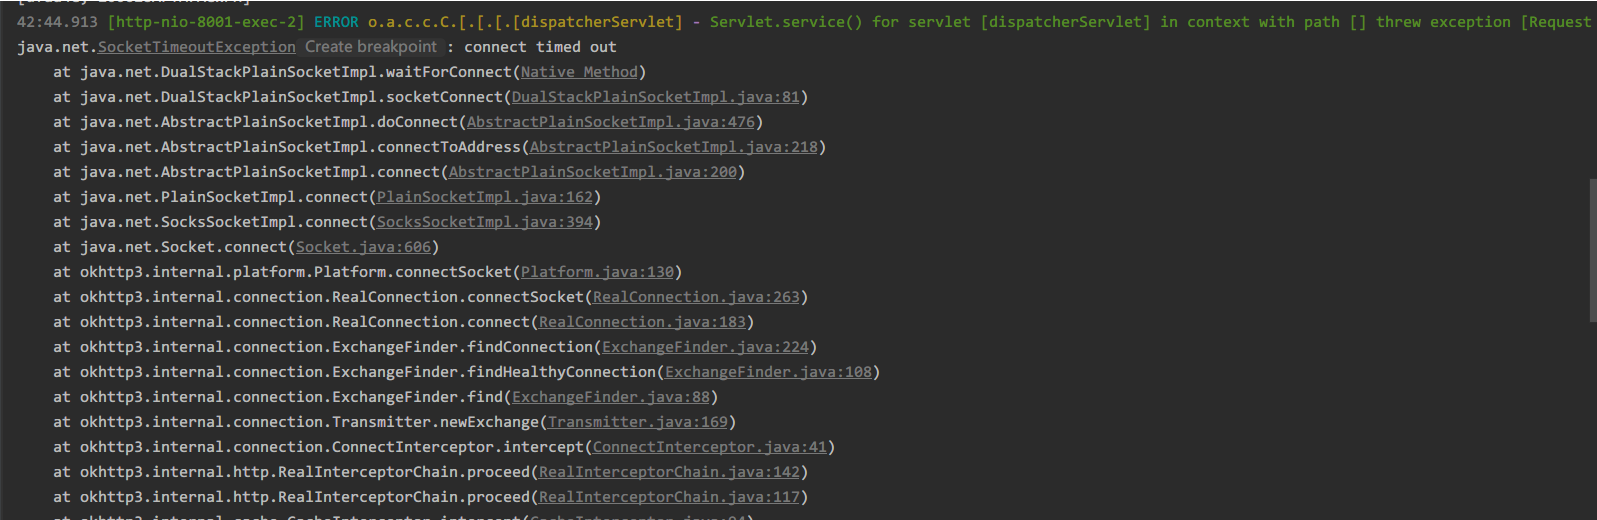 42:44.913 [http-nio-8001-exec-2] ERROR o.a.c.c.C.[.[.[.[dispatcherServlet] - Servlet.service() for servlet [dispatcherServlet] in context with path [] threw exception [Request
java.net.SocketTimeoutException Create breakpoint : connect timed out
at java.net.DualStackPlainSocketImpl.waitForConnect(Native Method)
at java.net.DualStackPlainSocketImpl.socketConnect(DualStackPlainSocketImpl.java:81)
at java.net.AbstractPlainSocketImpl.doConnect(AbstractPlainSocketImpl.java:476)
at java.net.AbstractPlainSocketImpl.connectToAddress(AbstractPlainSocketImpl.java:218)
at java.net.AbstractPlainSocketImpl.connect(AbstractPlainSocketImpl.java:200)
at java.net.PlainSocketImpl.connect(PlainSocketImpl.java:162)
at java.net.SocksSocketImpl.connect(SocksSocketImpl.java:394)
at java.net.Socket.connect(Socket.java:606)
at okhttp3.internal.platform.Platform.connectSocket(Platform.java:130)
at okhttp3.internal.connection.RealConnection.connectSocket(RealConnection.java:263)
at okhttp3.internal.connection.RealConnection.connect(RealConnection.java:183)
at okhttp3.internal.connection.ExchangeFinder.findConnection(ExchangeFinder.java:224)
at okhttp3.internal.connection.ExchangeFinder.findHealthyConnection(ExchangeFinder.java:108)
at okhttp3.internal.connection.ExchangeFinder.find(ExchangeFinder.java:88)
at okhttp3.internal.connection.Transmitter.newExchange(Transmitter.java:169)
at okhttp3.internal.connection.ConnectInterceptor.intercept(ConnectInterceptor.java:41)
at okhttp3.internal.http.RealInterceptorChain.proceed(RealInterceptorChain.java:142)
at okhttp3.internal.http.RealInterceptorChain.proceed(RealInterceptorChain.java:117)